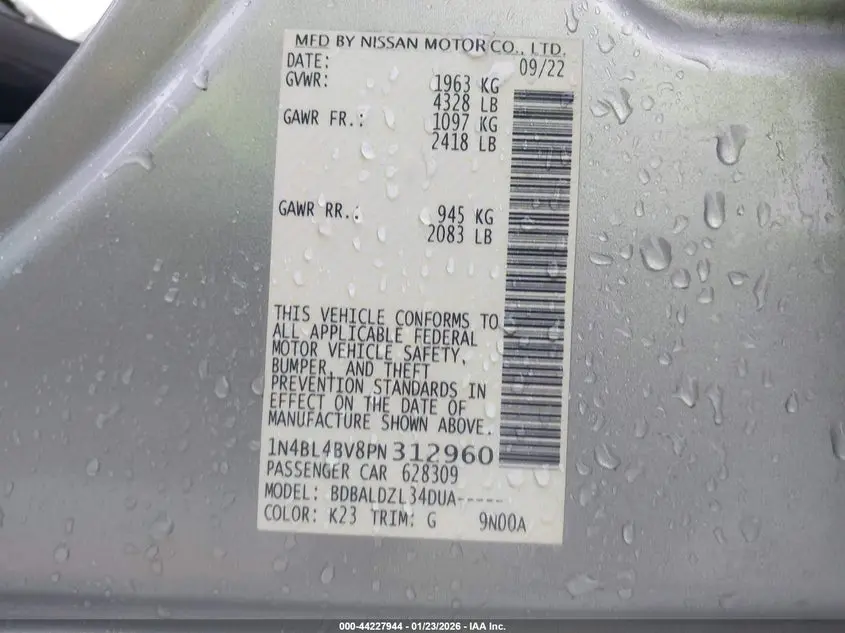 MFD BY NISSAN MOTOR CO., LTD.
DATE: 09/22
GVWR: 1963 KG
4328 LB
GAWR FR.: 1097 KG
2418 LB
GAWR RR.: 945 KG
2083 LB
THIS VEHICLE CONFORMS TO
ALL APPLICABLE FEDERAL
MOTOR VEHICLE SAFETY,
BUMPER, AND THEFT
PREVENTION STANDARDS IN
EFFECT ON THE DATE OF
MANUFACTURE SHOWN ABOVE.
1N4BL4BV8PN312960
PASSENGER CAR 628309
MODEL: BDBALDZL34DUA-----
COLOR: K23 TRIM: G 9N00A
000-44227944 - 01/23/2026 - IAA Inc.